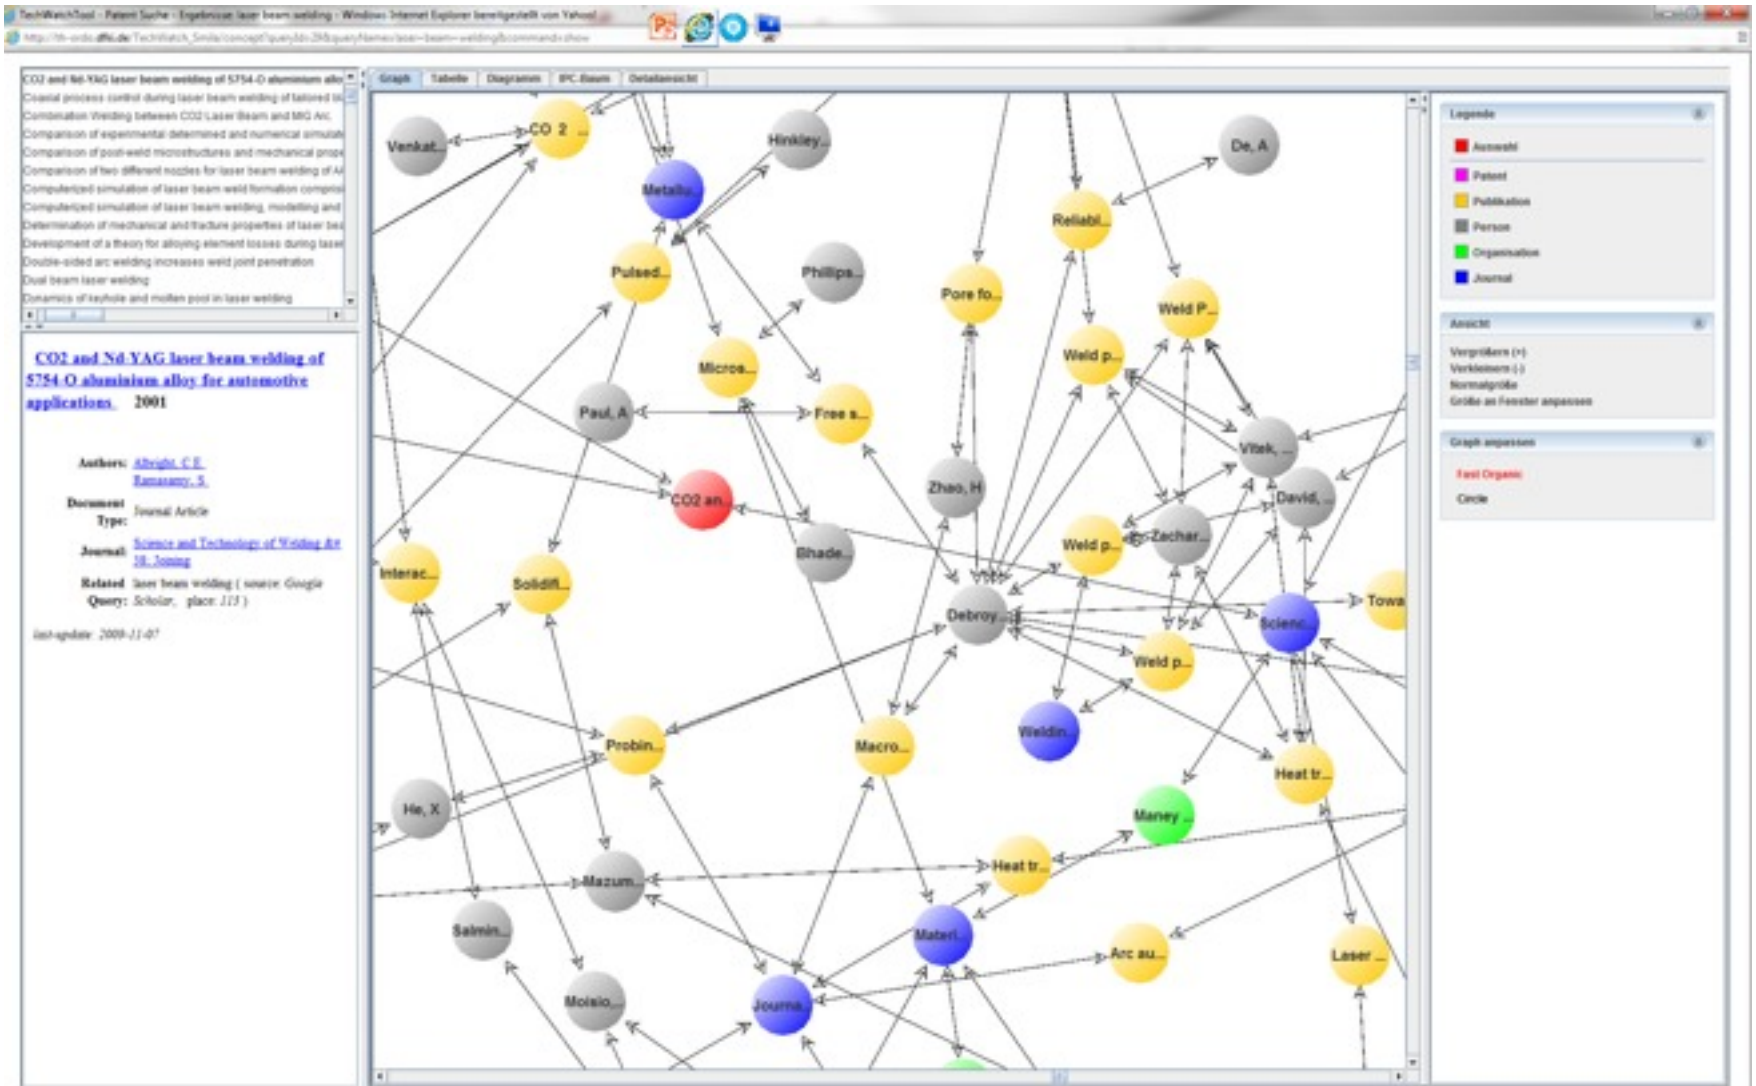 TechWatchTool - Patent Suche - Ergebnisse: laser beam welding - Windows Internet Explorer bereitgestellt von Yahoo!
CO2 and Nd-YAG laser beam welding of 5754-O aluminium allo
Coaxial process control during laser beam welding of tailored bl
Combination Welding between CO2 Laser Beam and MIG Arc.
Comparison of experimental determined and numerical simulat
Comparison of post-weld microstructures and mechanical prope
Comparison of two different nozzles for laser beam welding of AA
Computerized simulation of laser beam weld formation compris
Computerized simulation of laser beam welding, modelling and
Determination of mechanical and fracture properties of laser bea
Development of a theory for alloying element losses during laser
Double-sided arc welding increases weld joint penetration
Dual beam laser welding
Dynamics of keyhole and molten pool in laser welding
CO2 and Nd-YAG laser beam welding of
5754-O aluminium alloy for automotive
applications 2001
Authors: Albright, C E
Ramasamy, S
Document
Type: Journal Article
Journal: Science and Technology of Welding &#
38; Joining
Related laser beam welding ( source: Google
Query: Scholar, place: 115 )
last-update: 2009-11-07
Graph Tabelle Diagramm IPC-Baum Detailansicht
Venkat...
CO 2 ...
Hinkley...
De, A
Metallu...
Reliabl...
Pulsed...
Phillips...
Pore fo...
Weld P...
Micros...
Weld p...
Paul, A
Free s...
Vitek, ...
CO2 an...
Zhao, H
David, ...
Interac...
Solidifi...
Bhade...
Weld p...
Zachar...
Debroy...
Scienc...
Towa
Weld p...
Probin...
Macro...
Weldin...
Heat tr...
He, X
Maney ...
Mazum...
Heat tr...
Salmin...
Materi...
Arc au...
Laser ...
Moisio,...
Journa...
Legende
Auswahl
Patent
Publikation
Person
Organisation
Journal
Ansicht
Vergrößern (+)
Verkleinern (-)
Normalgröße
Größe an Fenster anpassen
Graph anpassen
Fast Organic
Circle